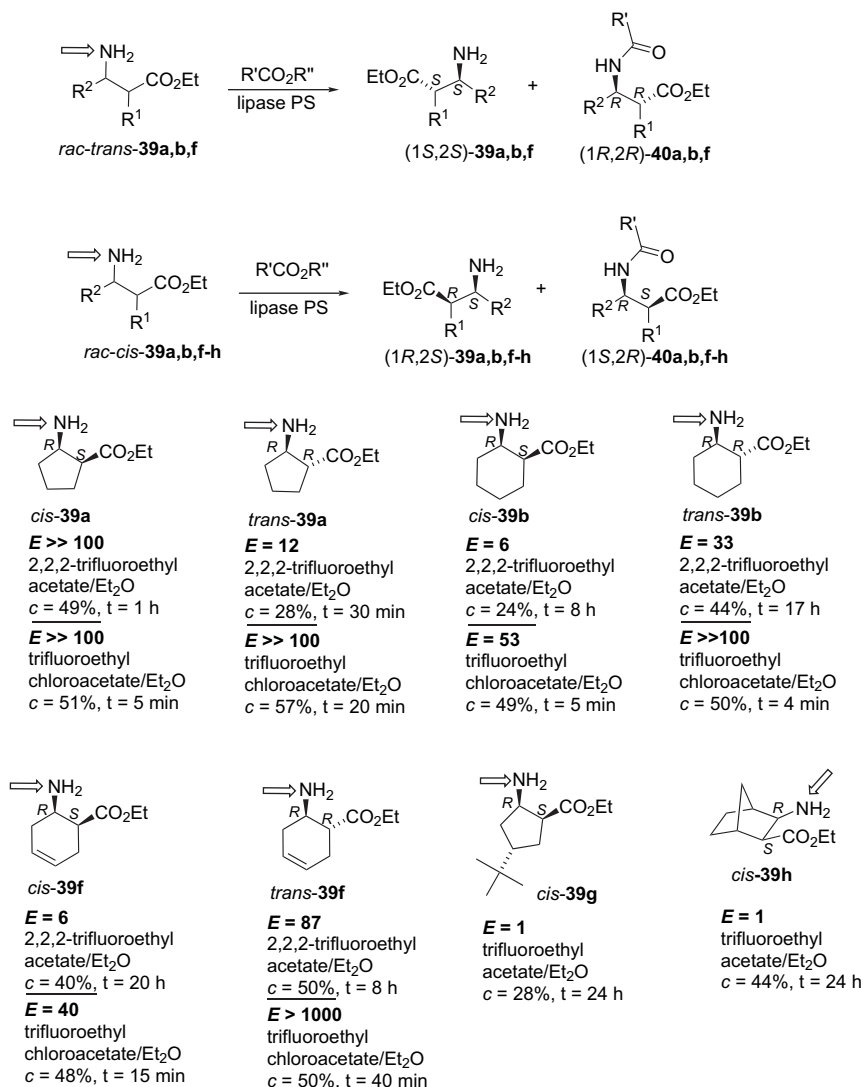 NH2
R2
CO2Et
R1
rac-trans-39a,b,f
R'CO2R"
lipase PS
NH2
EtO2C
S
S
R2
R1
(1S,2S)-39a,b,f
+
R'
O
HN
R2
R
R
CO2Et
R1
(1R,2R)-40a,b,f
NH2
R2
CO2Et
R1
rac-cis-39a,b,f-h
R'CO2R"
lipase PS
NH2
EtO2C
R
S
R2
R1
(1R,2S)-39a,b,f-h
+
R'
O
HN
R2
R
S
CO2Et
R1
(1S,2R)-40a,b,f-h
NH2
R
S
CO2Et
cis-39a
E >> 100
2,2,2-trifluoroethyl
acetate/Et2O
c = 49%, t = 1 h
E >> 100
trifluoroethyl
chloroacetate/Et2O
c = 51%, t = 5 min
NH2
R
R
CO2Et
trans-39a
E = 12
2,2,2-trifluoroethyl
acetate/Et2O
c = 28%, t = 30 min
E >> 100
trifluoroethyl
chloroacetate/Et2O
c = 57%, t = 20 min
NH2
R
S
CO2Et
cis-39b
E = 6
2,2,2-trifluoroethyl
acetate/Et2O
c = 24%, t = 8 h
E = 53
trifluoroethyl
chloroacetate/Et2O
c = 49%, t = 5 min
NH2
R
R
CO2Et
trans-39b
E = 33
2,2,2-trifluoroethyl
acetate/Et2O
c = 44%, t = 17 h
E >>100
trifluoroethyl
chloroacetate/Et2O
c = 50%, t = 4 min
NH2
R
S
CO2Et
cis-39f
E = 6
2,2,2-trifluoroethyl
acetate/Et2O
c = 40%, t = 20 h
E = 40
trifluoroethyl
chloroacetate/Et2O
c = 48%, t = 15 min
NH2
R
R
CO2Et
trans-39f
E = 87
2,2,2-trifluoroethyl
acetate/Et2O
c = 50%, t = 8 h
E > 1000
trifluoroethyl
chloroacetate/Et2O
c = 50%, t = 40 min
NH2
R
S
CO2Et
cis-39g
E = 1
trifluoroethyl
acetate/Et2O
c = 28%, t = 24 h
R
NH2
CO2Et
S
cis-39h
E = 1
trifluoroethyl
acetate/Et2O
c = 44%, t = 24 h